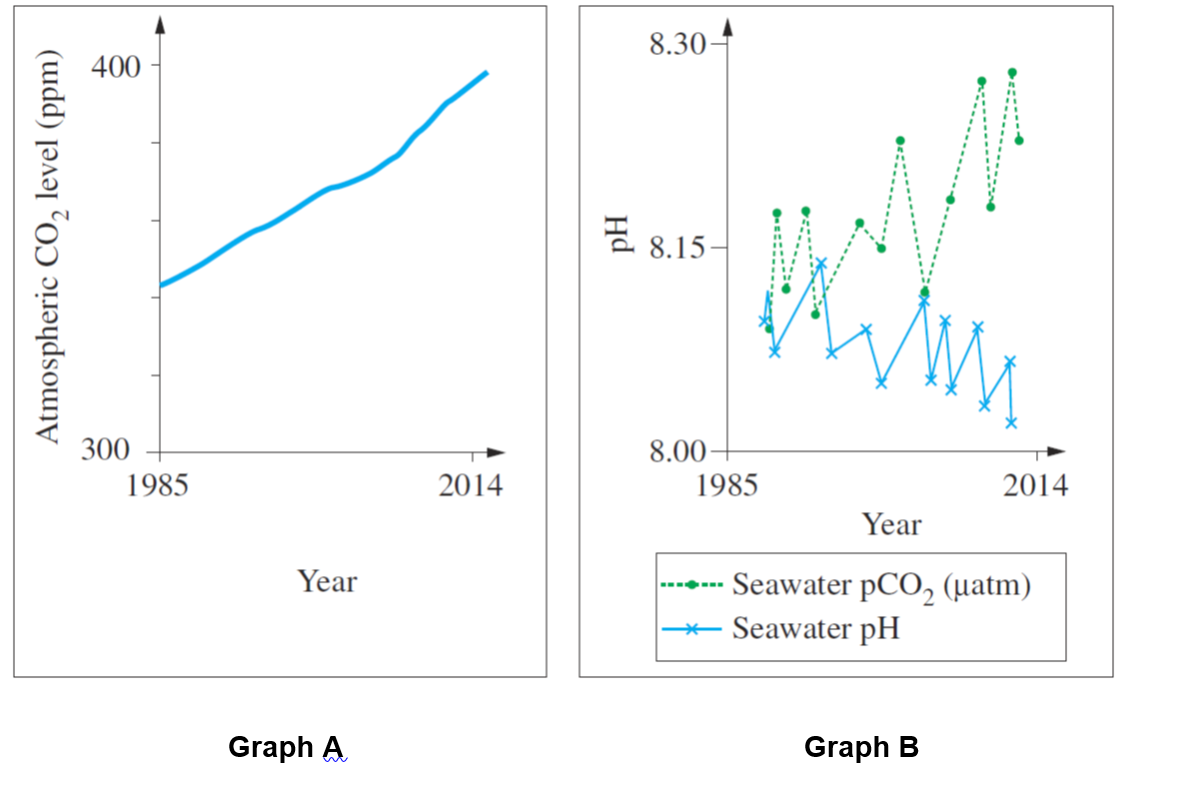 Atmospheric CO₂ level (ppm)
400
300
1985
2014
Year
pH
8.30
8.15
8.00
1985
2014
Year
Seawater pCO₂ (µatm)
Seawater pH
Graph A
Graph B